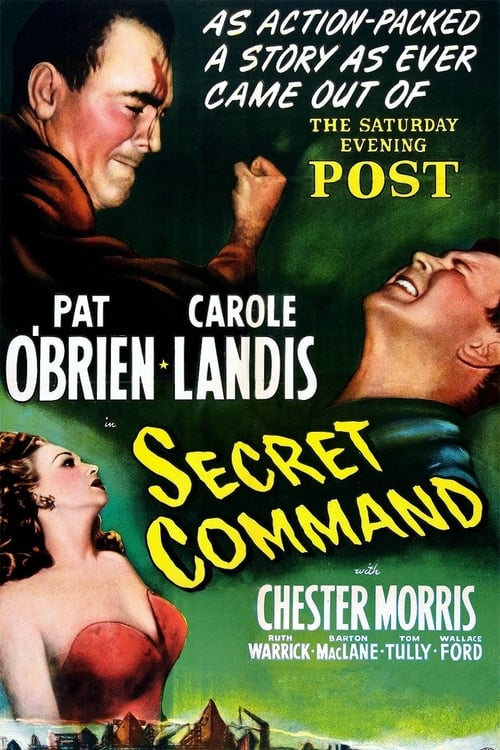 AS ACTION-PACKED
A STORY AS EVER
CAME OUT OF
THE SATURDAY
EVENING
POST
PAT CAROLE
O'BRIEN ★ LANDIS
in
SECRET
COMMAND
with
CHESTER MORRIS
RUTH BARTON TOM WALLACE
WARRICK · MACLANE · TULLY · FORD